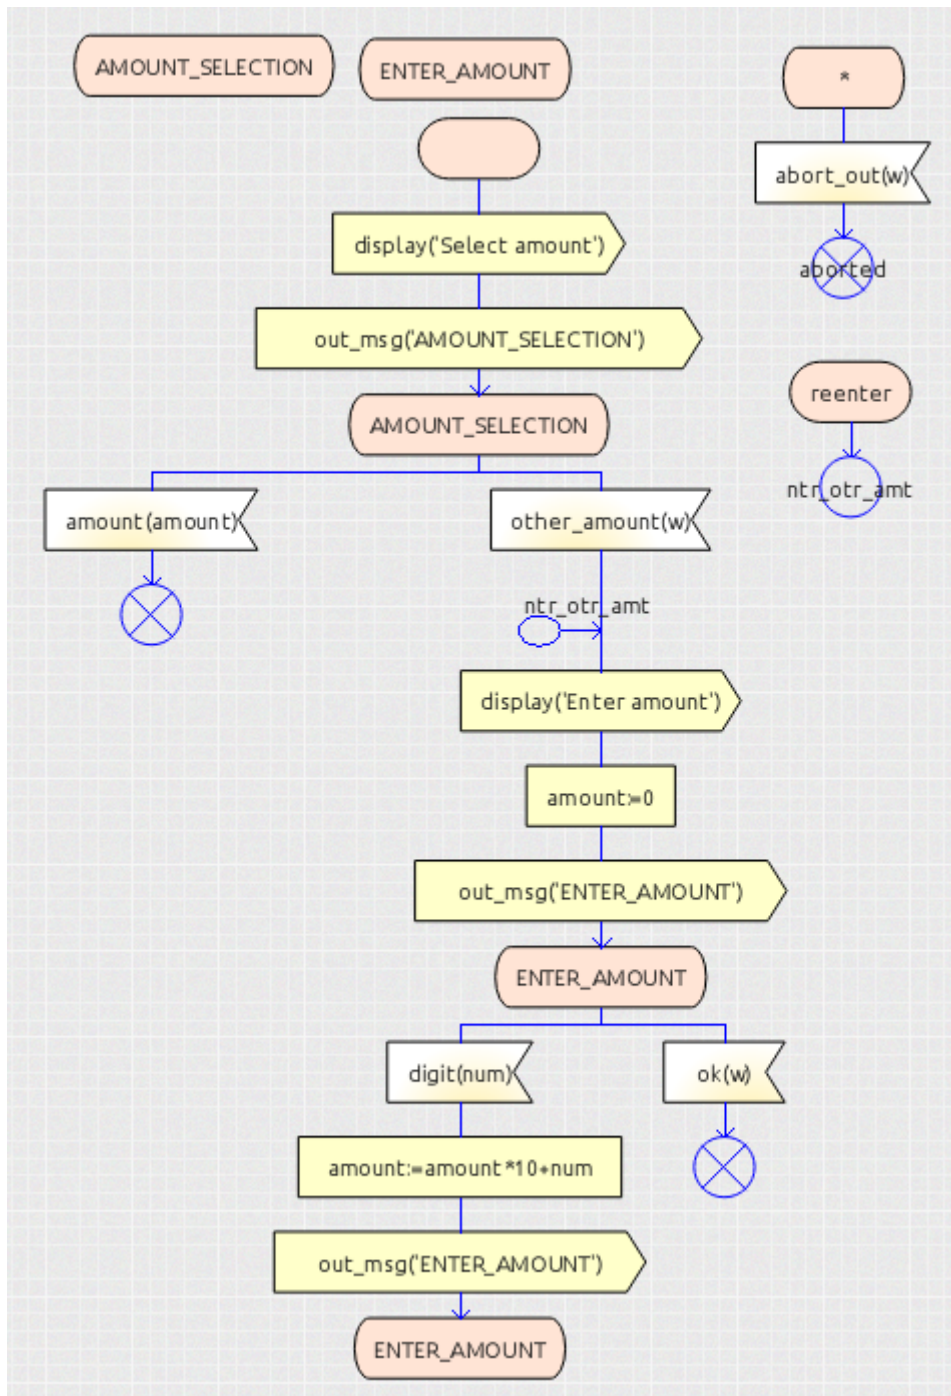 AMOUNT_SELECTION
ENTER_AMOUNT
*
abort_out(w)
aborted
display('Select amount')
out_msg('AMOUNT_SELECTION')
AMOUNT_SELECTION
reenter
ntr_otr_amt
amount(amount)
other_amount(w)
ntr_otr_amt
display('Enter amount')
amount:=0
out_msg('ENTER_AMOUNT')
ENTER_AMOUNT
digit(num)
ok(w)
amount:=amount*10+num
out_msg('ENTER_AMOUNT')
ENTER_AMOUNT